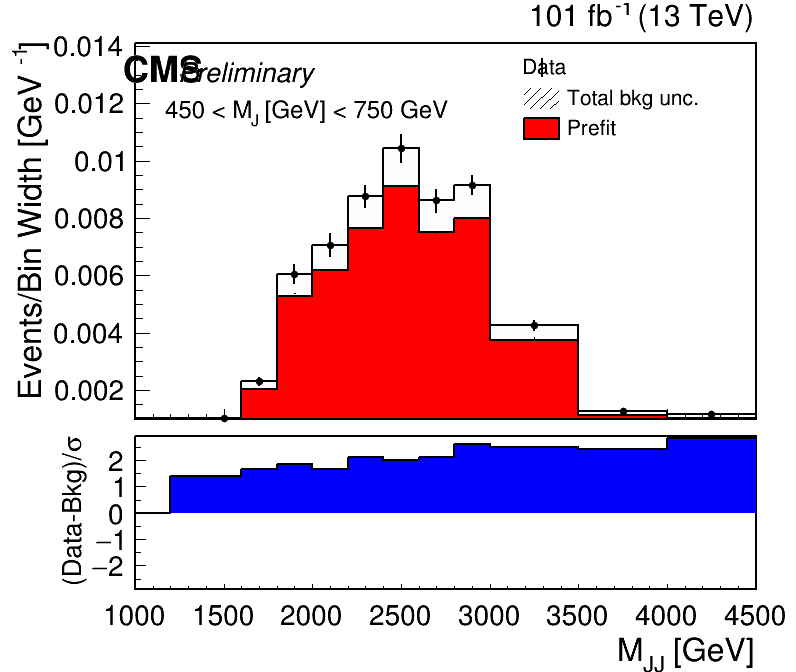 101 fb⁻¹ (13 TeV)
CMS Preliminary
450 < M_J [GeV] < 750 GeV
Data
Total bkg unc.
Prefit
Events/Bin Width [GeV⁻¹]
0.014
0.012
0.01
0.008
0.006
0.004
0.002
(Data-Bkg)/σ
2
1
0
−1
−2
1000 1500 2000 2500 3000 3500 4000 4500
M_JJ [GeV]